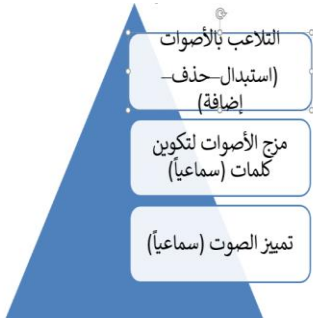 التلاعب بالأصوات
(استبدال–حذف–
إضافة)
مزج الأصوات لتكوين
كلمات (سماعياً)
تمييز الصوت (سماعياً)